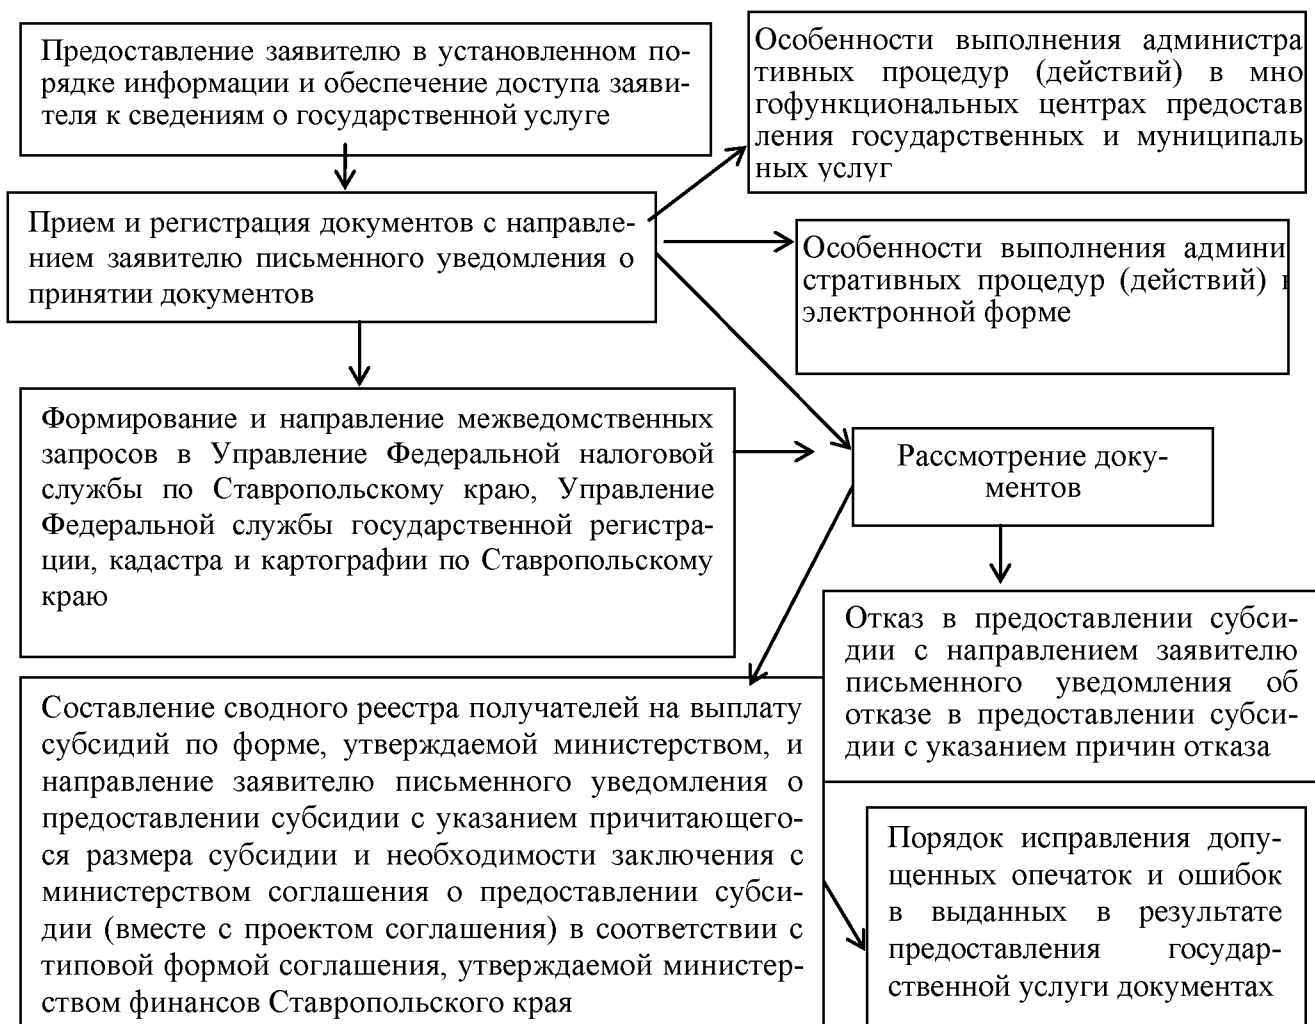 Предоставление заявителю в установленном по-
рядке информации и обеспечение доступа заяви-
теля к сведениям о государственной услуге
Особенности выполнения администра
тивных процедур (действий) в мно
гофункциональных центрах предостав
ления государственных и муниципаль
ных услуг
Прием и регистрация документов с направле-
нием заявителю письменного уведомления о
принятии документов
Особенности выполнения админи
стративных процедур (действий)
электронной форме
Формирование и направление межведомственных
запросов в Управление Федеральной налоговой
службы по Ставропольскому краю, Управление
Федеральной службы государственной регистра-
ции, кадастра и картографии по Ставропольскому
краю
Рассмотрение доку-
ментов
Отказ в предоставлении субси-
дии с направлением заявителю
письменного уведомления об
отказе в предоставлении субси-
дии с указанием причин отказа
Составление сводного реестра получателей на выплату
субсидий по форме, утверждаемой министерством, и
направление заявителю письменного уведомления о
предоставлении субсидии с указанием причитающего-
ся размера субсидии и необходимости заключения с
министерством соглашения о предоставлении субси-
дии (вместе с проектом соглашения) в соответствии с
типовой формой соглашения, утверждаемой министер-
ством финансов Ставропольского края
Порядок исправления допу-
щенных опечаток и ошибок
в выданных в результате
предоставления государ-
ственной услуги документах